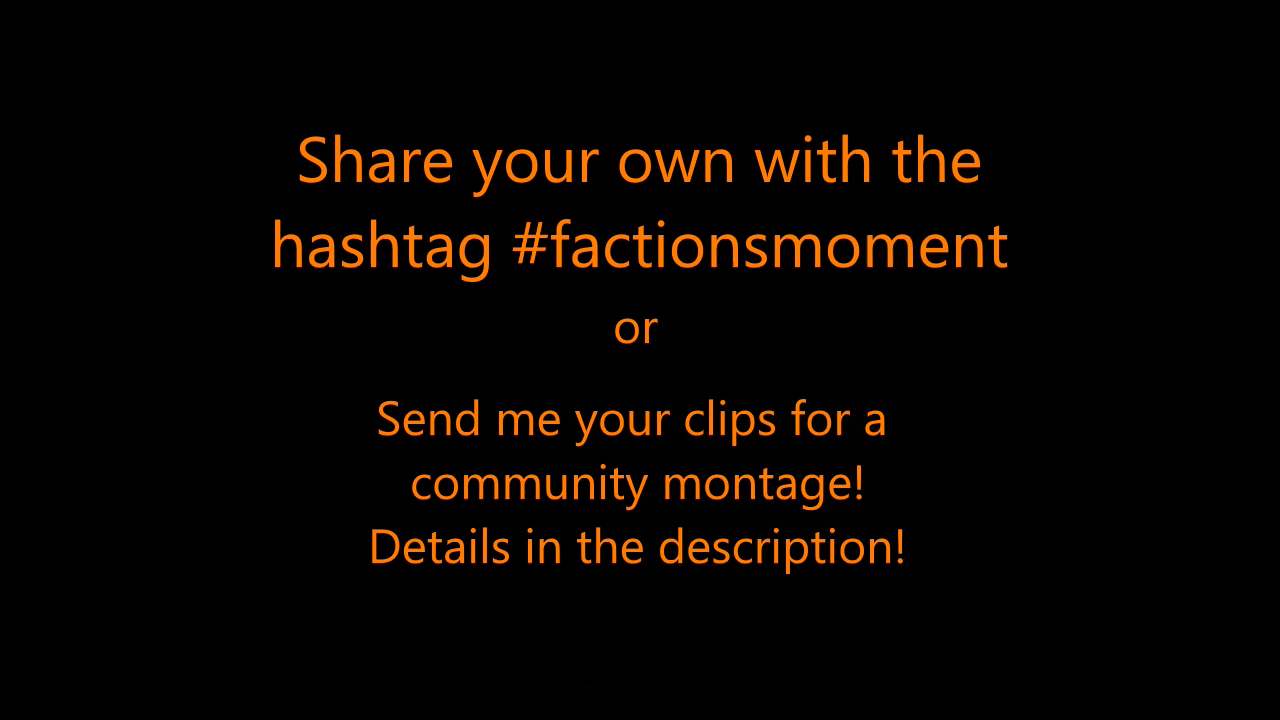 Share your own with the
hashtag #factionsmoment
or
Send me your clips for a
community montage!
Details in the description!